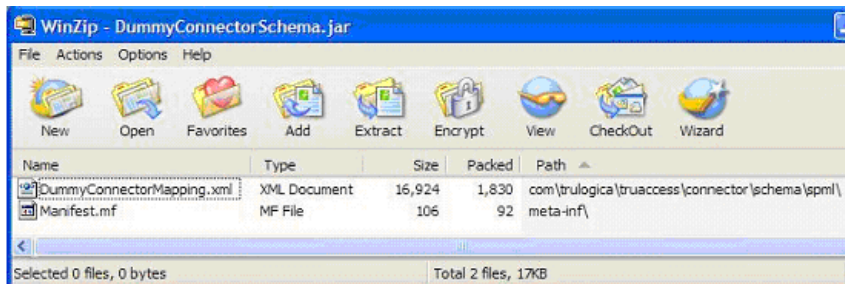 WinZip - DummyConnectorSchema.jar
File Actions Options Help
New Open Favorites Add Extract Encrypt View CheckOut Wizard
Name Type Size Packed Path
DummyConnectorMapping.xml XML Document 16,924 1,830 com\trulogica\truaccess\connector\schema\spml\
Manifest.mf MF File 106 92 meta-inf\
Selected 0 files, 0 bytes Total 2 files, 17KB